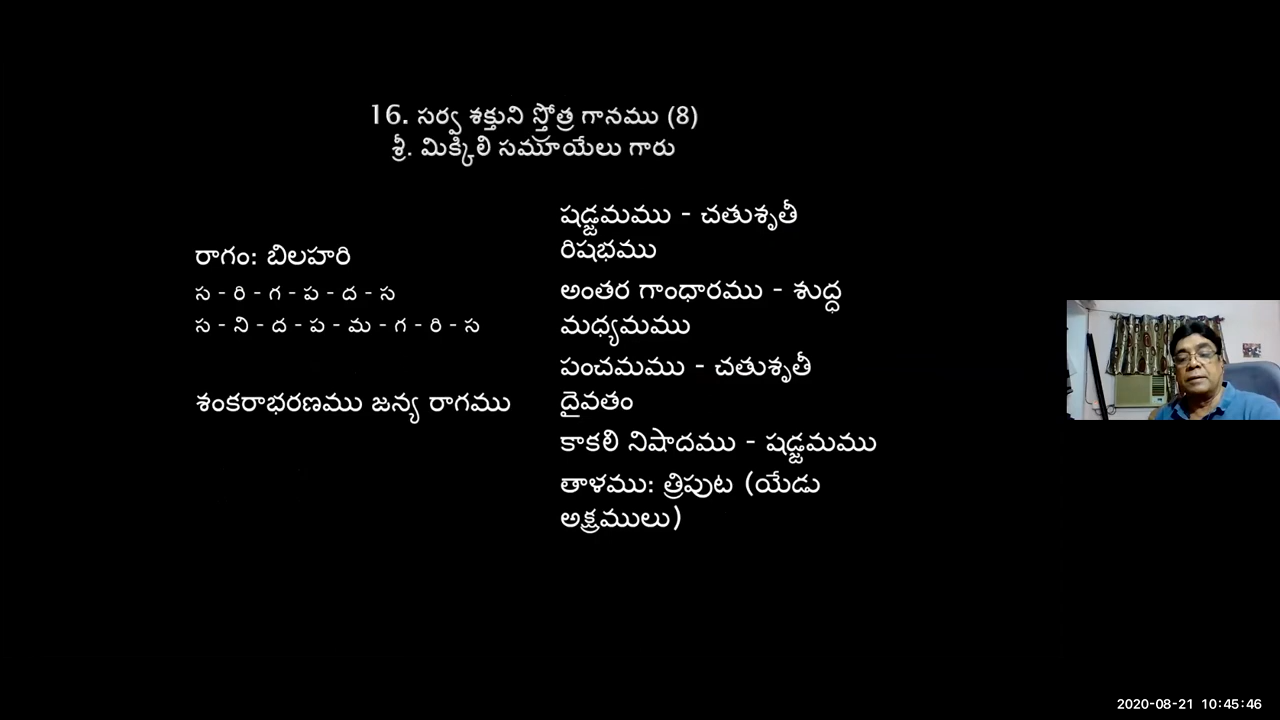 16. సర్వ శక్తుని స్తోత్ర గానము (8)
శ్రీ. మిక్కిలి సమూయేలు గారు
రాగం: బిలహరి
స - రి - గ - ప - ద - స
స - ని - ద - ప - మ - గ - రి - స
శంకరాభరణము జన్య రాగము
షడ్జమము - చతుశృతీ
రిషభము
అంతర గాంధారము - శుద్ధ
మధ్యమము
పంచమము - చతుశృతీ
దైవతం
కాకలి నిషాదము - షడ్జమము
తాళము: త్రిపుట (యేడు
అక్షరములు)
2020-08-21 10:45:46